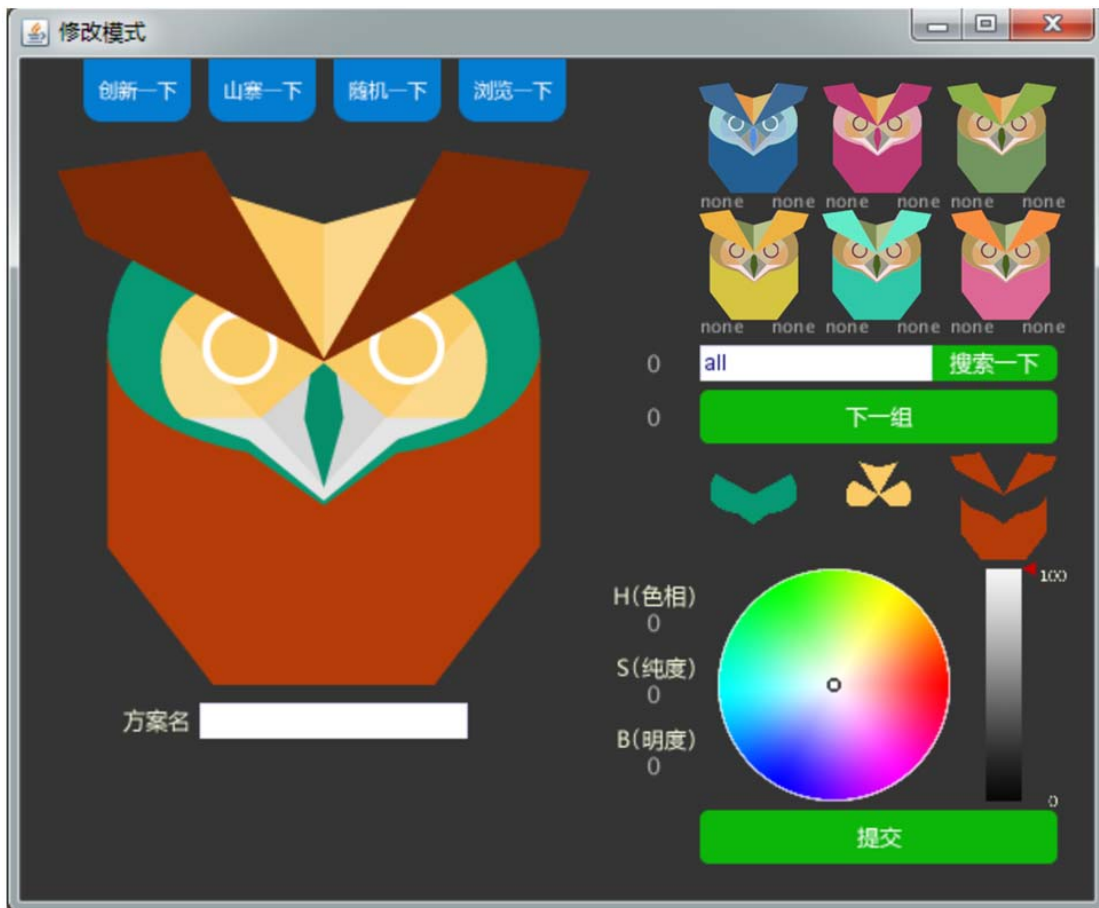 修改模式
创新一下 山寨一下 随机一下 浏览一下
none none none none none none
none none none none none none
0 all 搜索一下
0 下一组
100
H(色相)
0
S(纯度)
0
B(明度)
0
0
方案名
提交